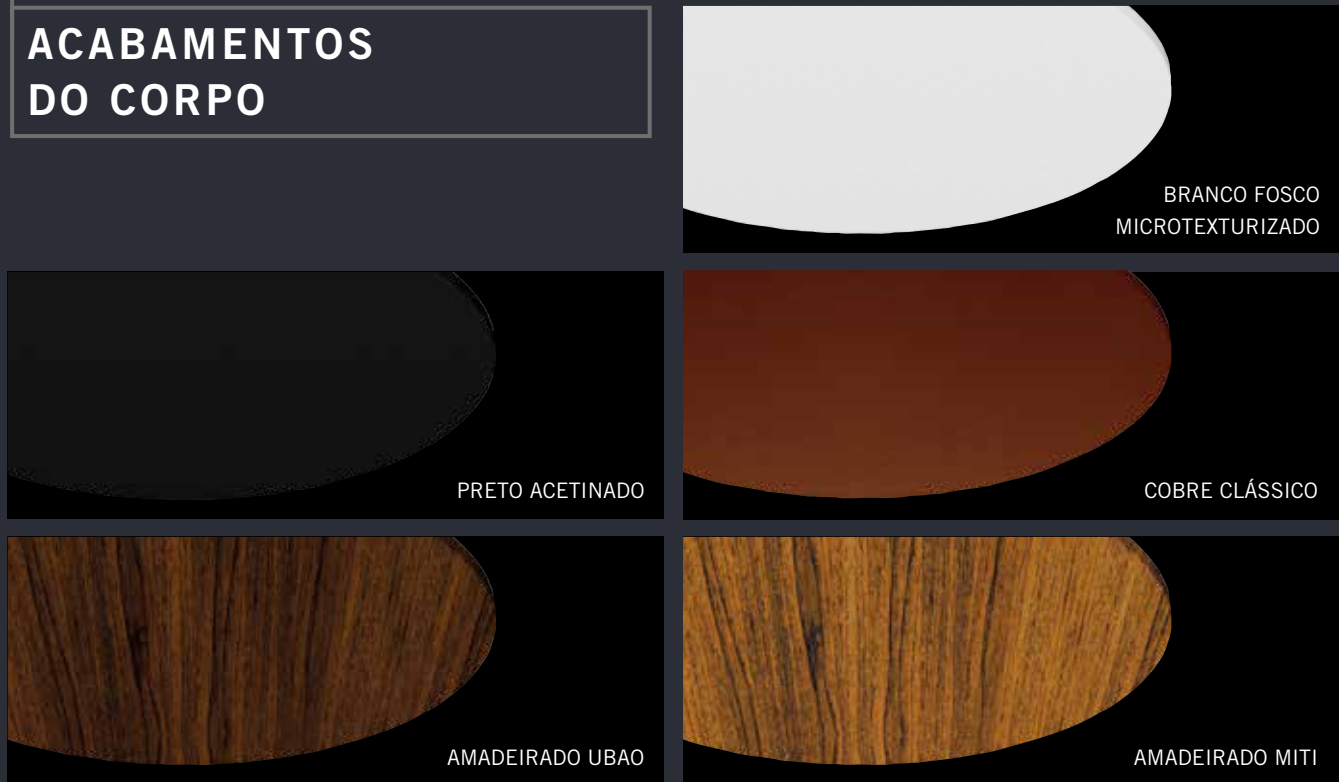 ACABAMENTOS
DO CORPO
BRANCO FOSCO
MICROTEXTURIZADO
PRETO ACETINADO
COBRE CLÁSSICO
AMADEIRADO UBAO
AMADEIRADO MITI